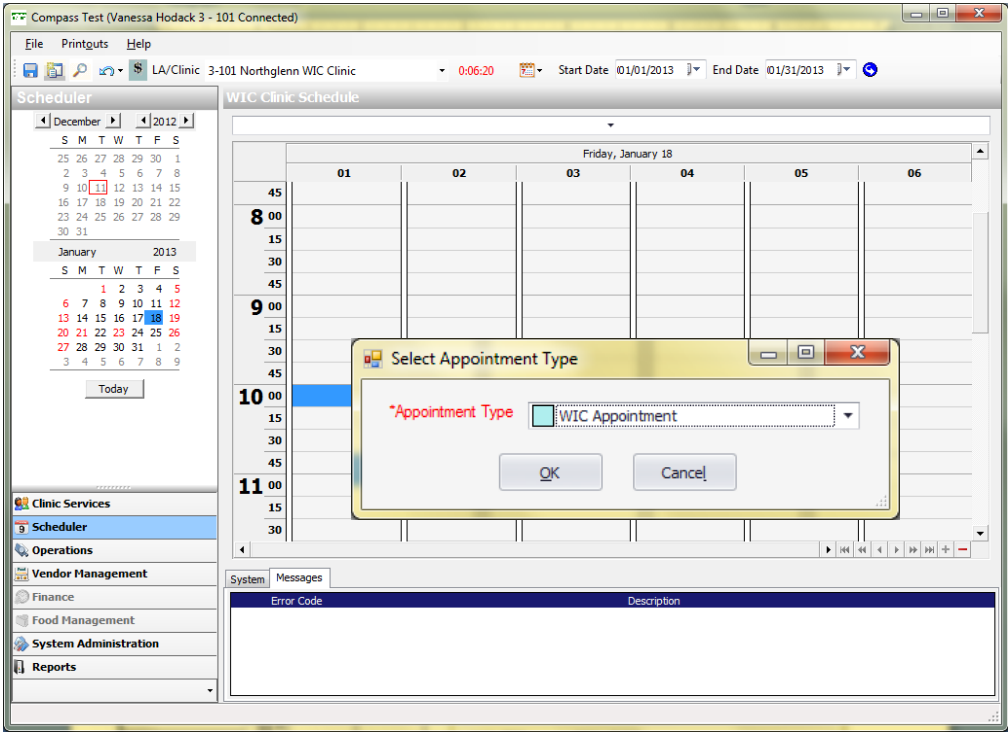 Compass Test (Vanessa Hodack 3 - 101 Connected)
File Printouts Help
$ LA/Clinic 3-101 Northglenn WIC Clinic 0:06:20 Start Date 01/01/2013 End Date 01/31/2013
Scheduler
WIC Clinic Schedule
December 2012
S M T W T F S
25 26 27 28 29 30 1
2 3 4 5 6 7 8
9 10 11 12 13 14 15
16 17 18 19 20 21 22
23 24 25 26 27 28 29
30 31
January 2013
S M T W T F S
1 2 3 4 5
6 7 8 9 10 11 12
13 14 15 16 17 18 19
20 21 22 23 24 25 26
27 28 29 30 31 1 2
3 4 5 6 7 8 9
Today
Friday, January 18
01 02 03 04 05 06
45
8 00
15
30
45
9 00
15
30
45
10 00
15
30
45
11 00
15
30
Select Appointment Type
*Appointment Type WIC Appointment
OK Cancel
Clinic Services
9 Scheduler
Operations
Vendor Management
Finance
Food Management
System Administration
Reports
System Messages
Error Code Description